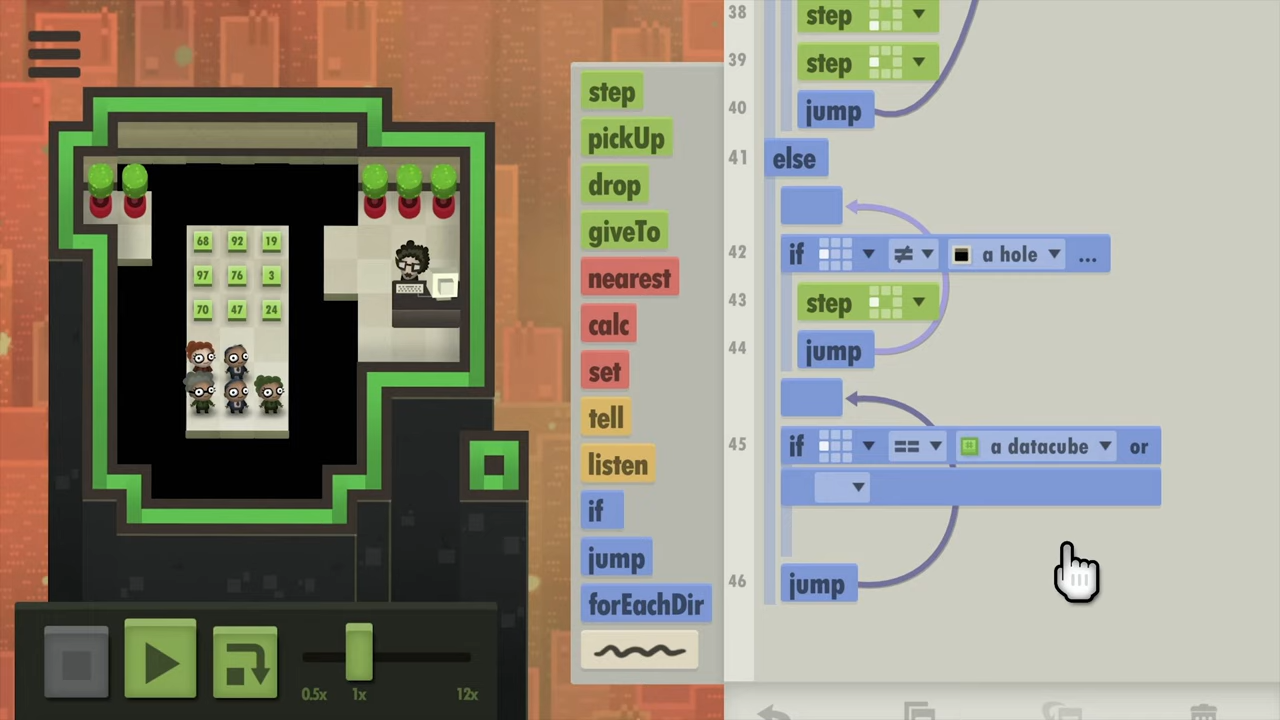 68 92 19
97 76 3
70 47 24
0.5x 1x 12x
step
pickUp
drop
giveTo
nearest
calc
set
tell
listen
if
jump
forEachDir
38 step
39 step
40 jump
41 else
42 if ≠ a hole ...
43 step
44 jump
45 if == a datacube or
46 jump